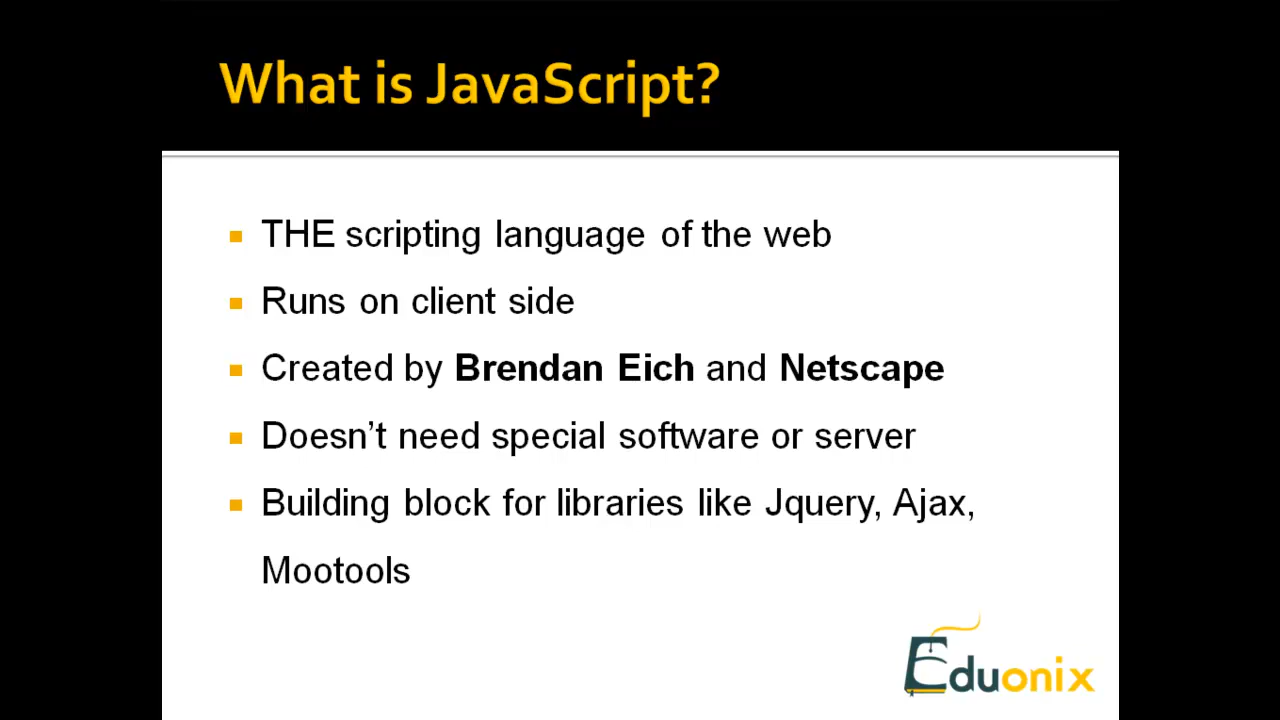 What is JavaScript?
THE scripting language of the web
Runs on client side
Created by Brendan Eich and Netscape
Doesn't need special software or server
Building block for libraries like Jquery, Ajax,
Mootools
Eduonix